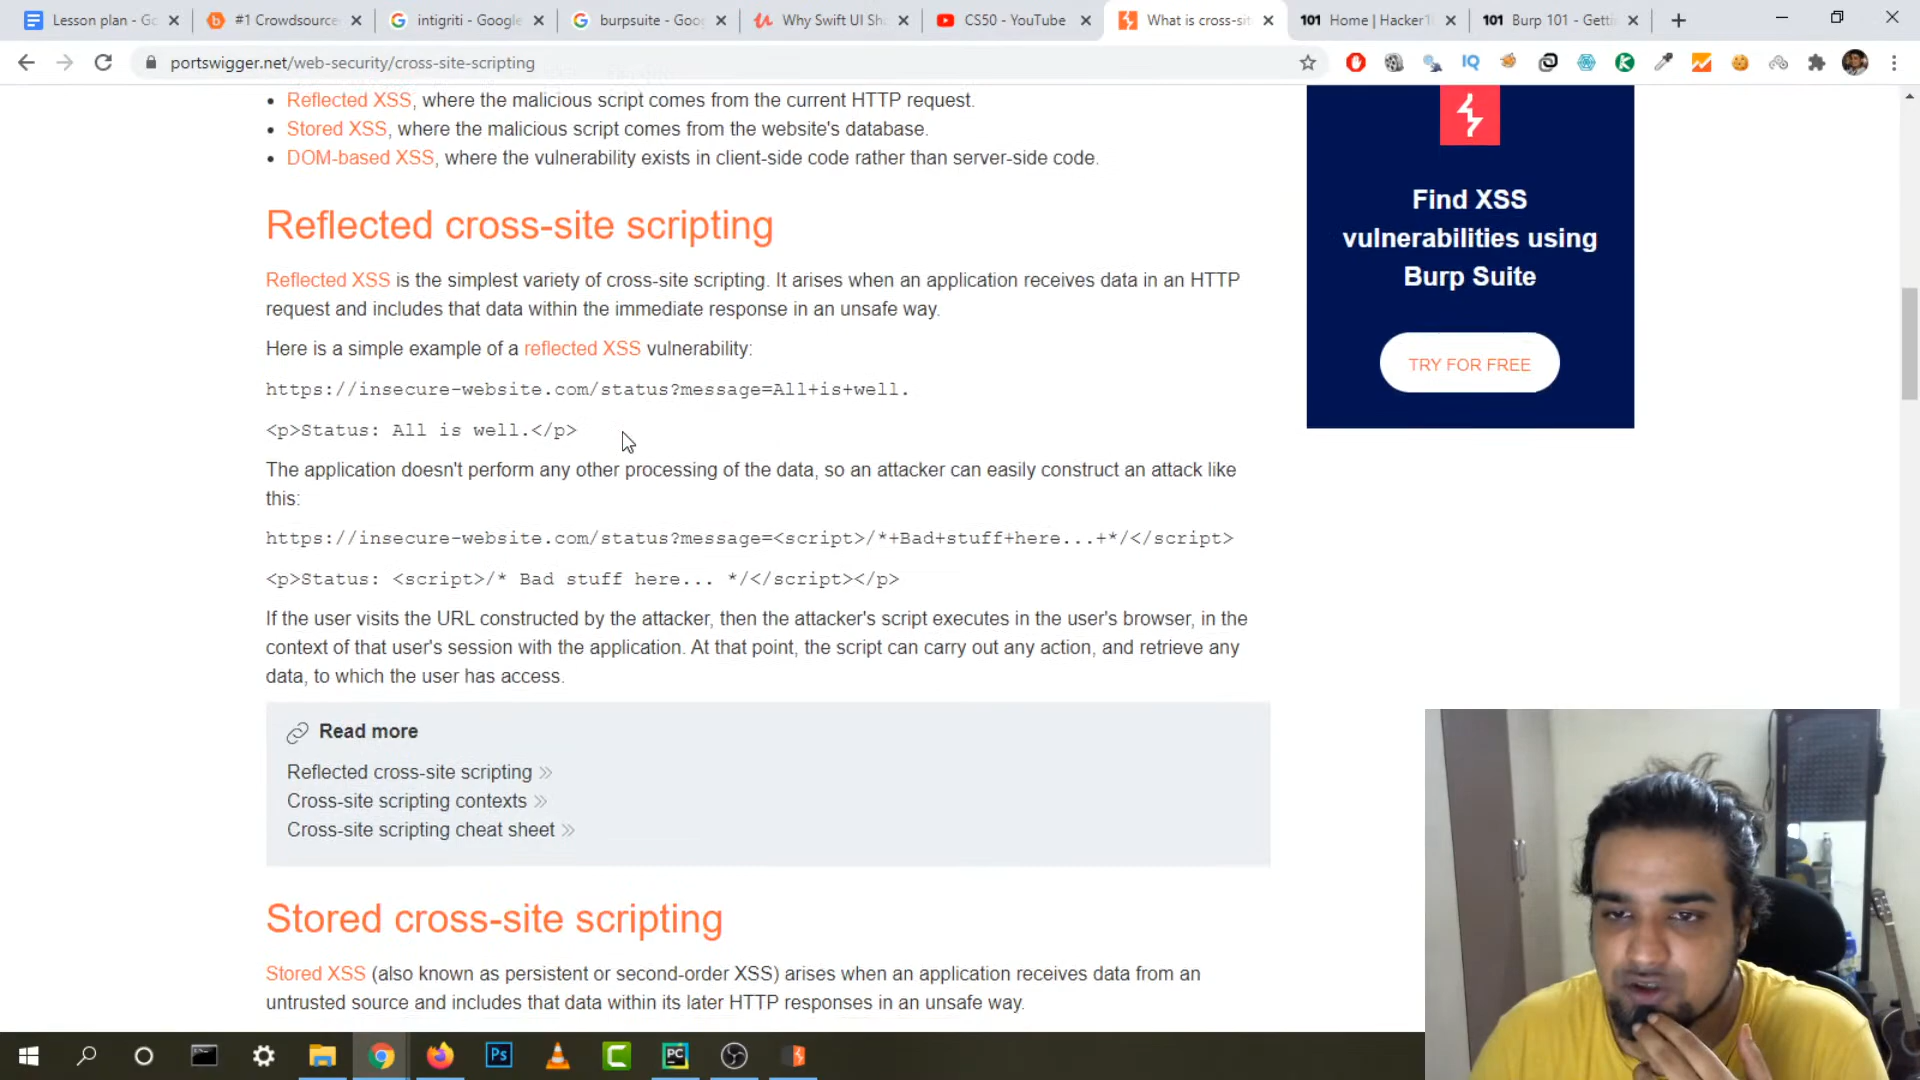 Lesson plan - Go
#1 Crowdsource
intigriti - Google
burpsuite - Goog
Why Swift UI Sho
CS50 - YouTube
What is cross-sit
101 Home | Hacker1
101 Burp 101 - Getti
portswigger.net/web-security/cross-site-scripting
IQ
• Reflected XSS, where the malicious script comes from the current HTTP request.
• Stored XSS, where the malicious script comes from the website's database.
• DOM-based XSS, where the vulnerability exists in client-side code rather than server-side code.
Reflected cross-site scripting
Reflected XSS is the simplest variety of cross-site scripting. It arises when an application receives data in an HTTP
request and includes that data within the immediate response in an unsafe way.
Here is a simple example of a reflected XSS vulnerability:
https://insecure-website.com/status?message=All+is+well.
<p>Status: All is well.</p>
The application doesn't perform any other processing of the data, so an attacker can easily construct an attack like
this:
https://insecure-website.com/status?message=<script>/*+Bad+stuff+here...+*/</script>
<p>Status: <script>/* Bad stuff here... */</script></p>
If the user visits the URL constructed by the attacker, then the attacker's script executes in the user's browser, in the
context of that user's session with the application. At that point, the script can carry out any action, and retrieve any
data, to which the user has access.
Read more
Reflected cross-site scripting »
Cross-site scripting contexts »
Cross-site scripting cheat sheet »
Stored cross-site scripting
Stored XSS (also known as persistent or second-order XSS) arises when an application receives data from an
untrusted source and includes that data within its later HTTP responses in an unsafe way.
Find XSS
vulnerabilities using
Burp Suite
TRY FOR FREE
Ps
PC